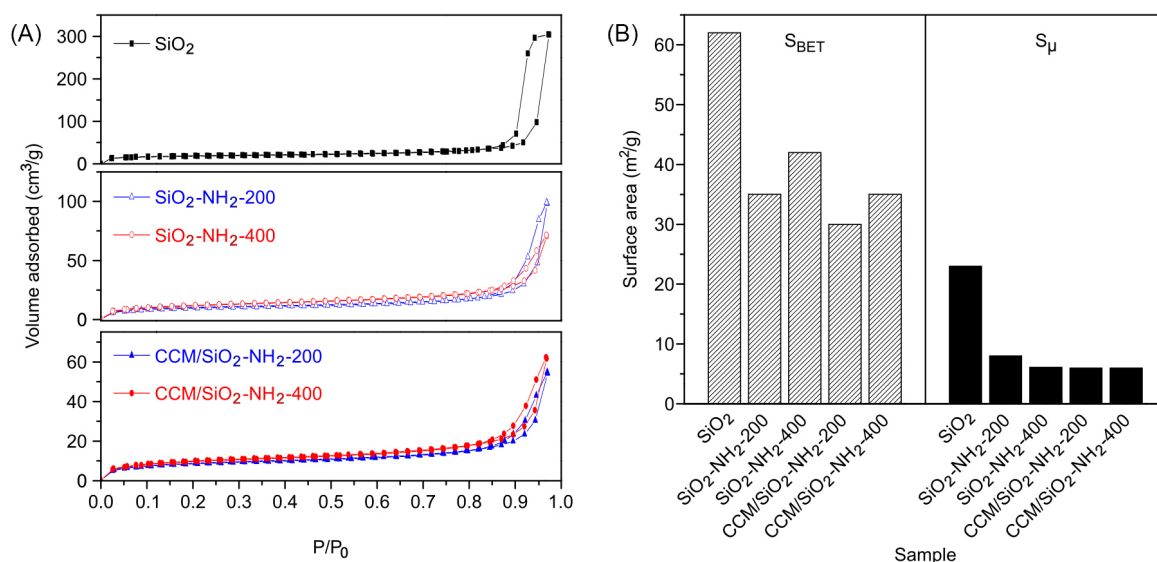 (A)
SiO2
300
200
100
0
SiO2-NH2-200
SiO2-NH2-400
100
50
0
CCM/SiO2-NH2-200
CCM/SiO2-NH2-400
60
40
20
0
Volume adsorbed (cm3/g)
0.0 0.1 0.2 0.3 0.4 0.5 0.6 0.7 0.8 0.9 1.0
P/P0
(B)
SBET
Sμ
60
50
40
30
20
10
0
Surface area (m2/g)
SiO2
SiO2-NH2-200
SiO2-NH2-400
CCM/SiO2-NH2-200
CCM/SiO2-NH2-400
SiO2
SiO2-NH2-200
SiO2-NH2-400
CCM/SiO2-NH2-200
CCM/SiO2-NH2-400
Sample